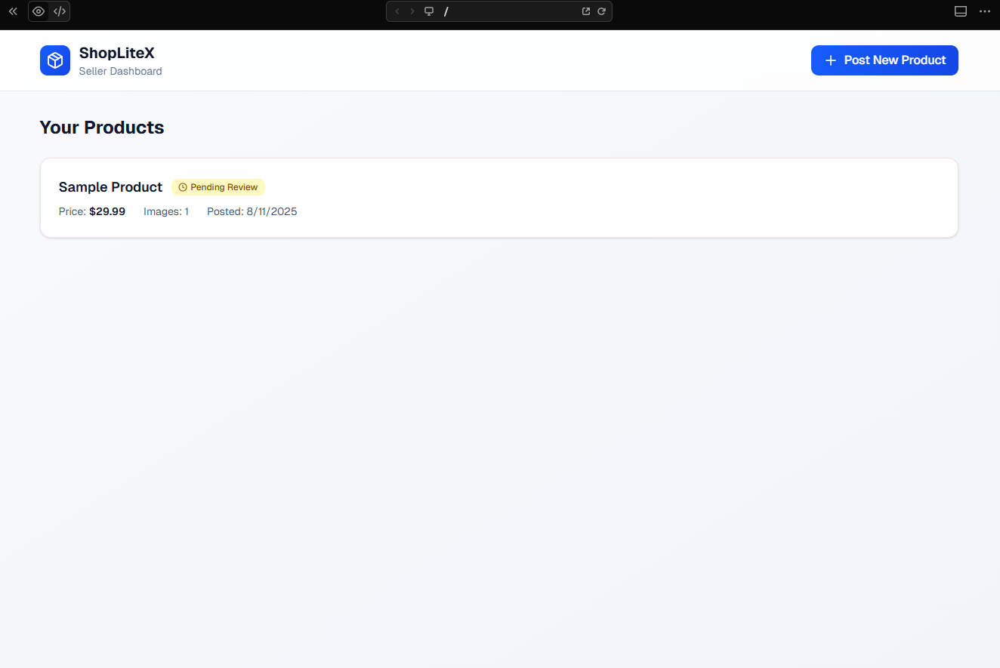 /
ShopLiteX
Seller Dashboard
Post New Product
Your Products
Sample Product Pending Review
Price: $29.99 Images: 1 Posted: 8/11/2025